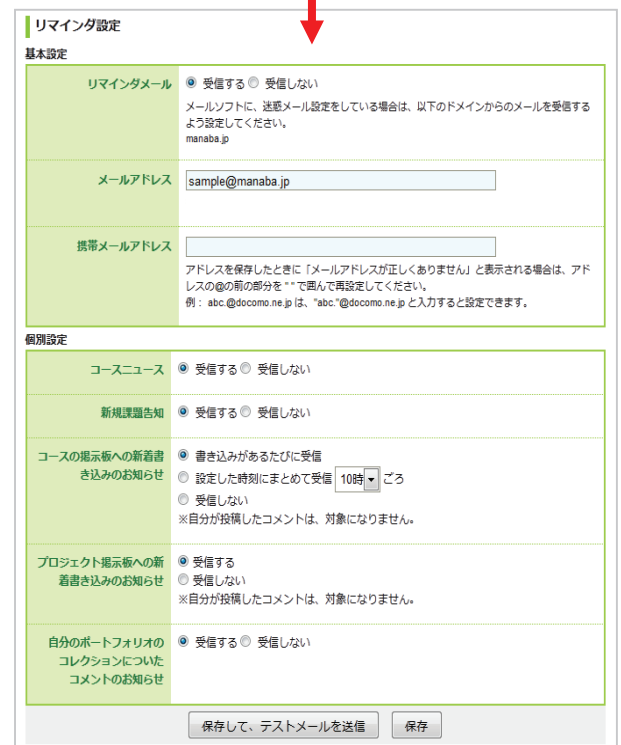 リマインダ設定
基本設定
リマインダメール
受信する 受信しない
メールソフトに、迷惑メール設定をしている場合は、以下のドメインからのメールを受信する
よう設定してください。
manaba.jp
メールアドレス
sample@manaba.jp
携帯メールアドレス
アドレスを保存したときに「メールアドレスが正しくありません」と表示される場合は、アド
レスの@の前の部分を " " で囲んで再設定してください。
例： abc.@docomo.ne.jp は、"abc."@docomo.ne.jp と入力すると設定できます。
個別設定
コースニュース
受信する 受信しない
新規課題告知
受信する 受信しない
コースの掲示板への新着書
き込みのお知らせ
書き込みがあるたびに受信
設定した時刻にまとめて受信 10時 ごろ
受信しない
※自分が投稿したコメントは、対象になりません。
プロジェクト掲示板への新
着書き込みのお知らせ
受信する
受信しない
※自分が投稿したコメントは、対象になりません。
自分のポートフォリオの
コレクションについた
コメントのお知らせ
受信する 受信しない
保存して、テストメールを送信 保存